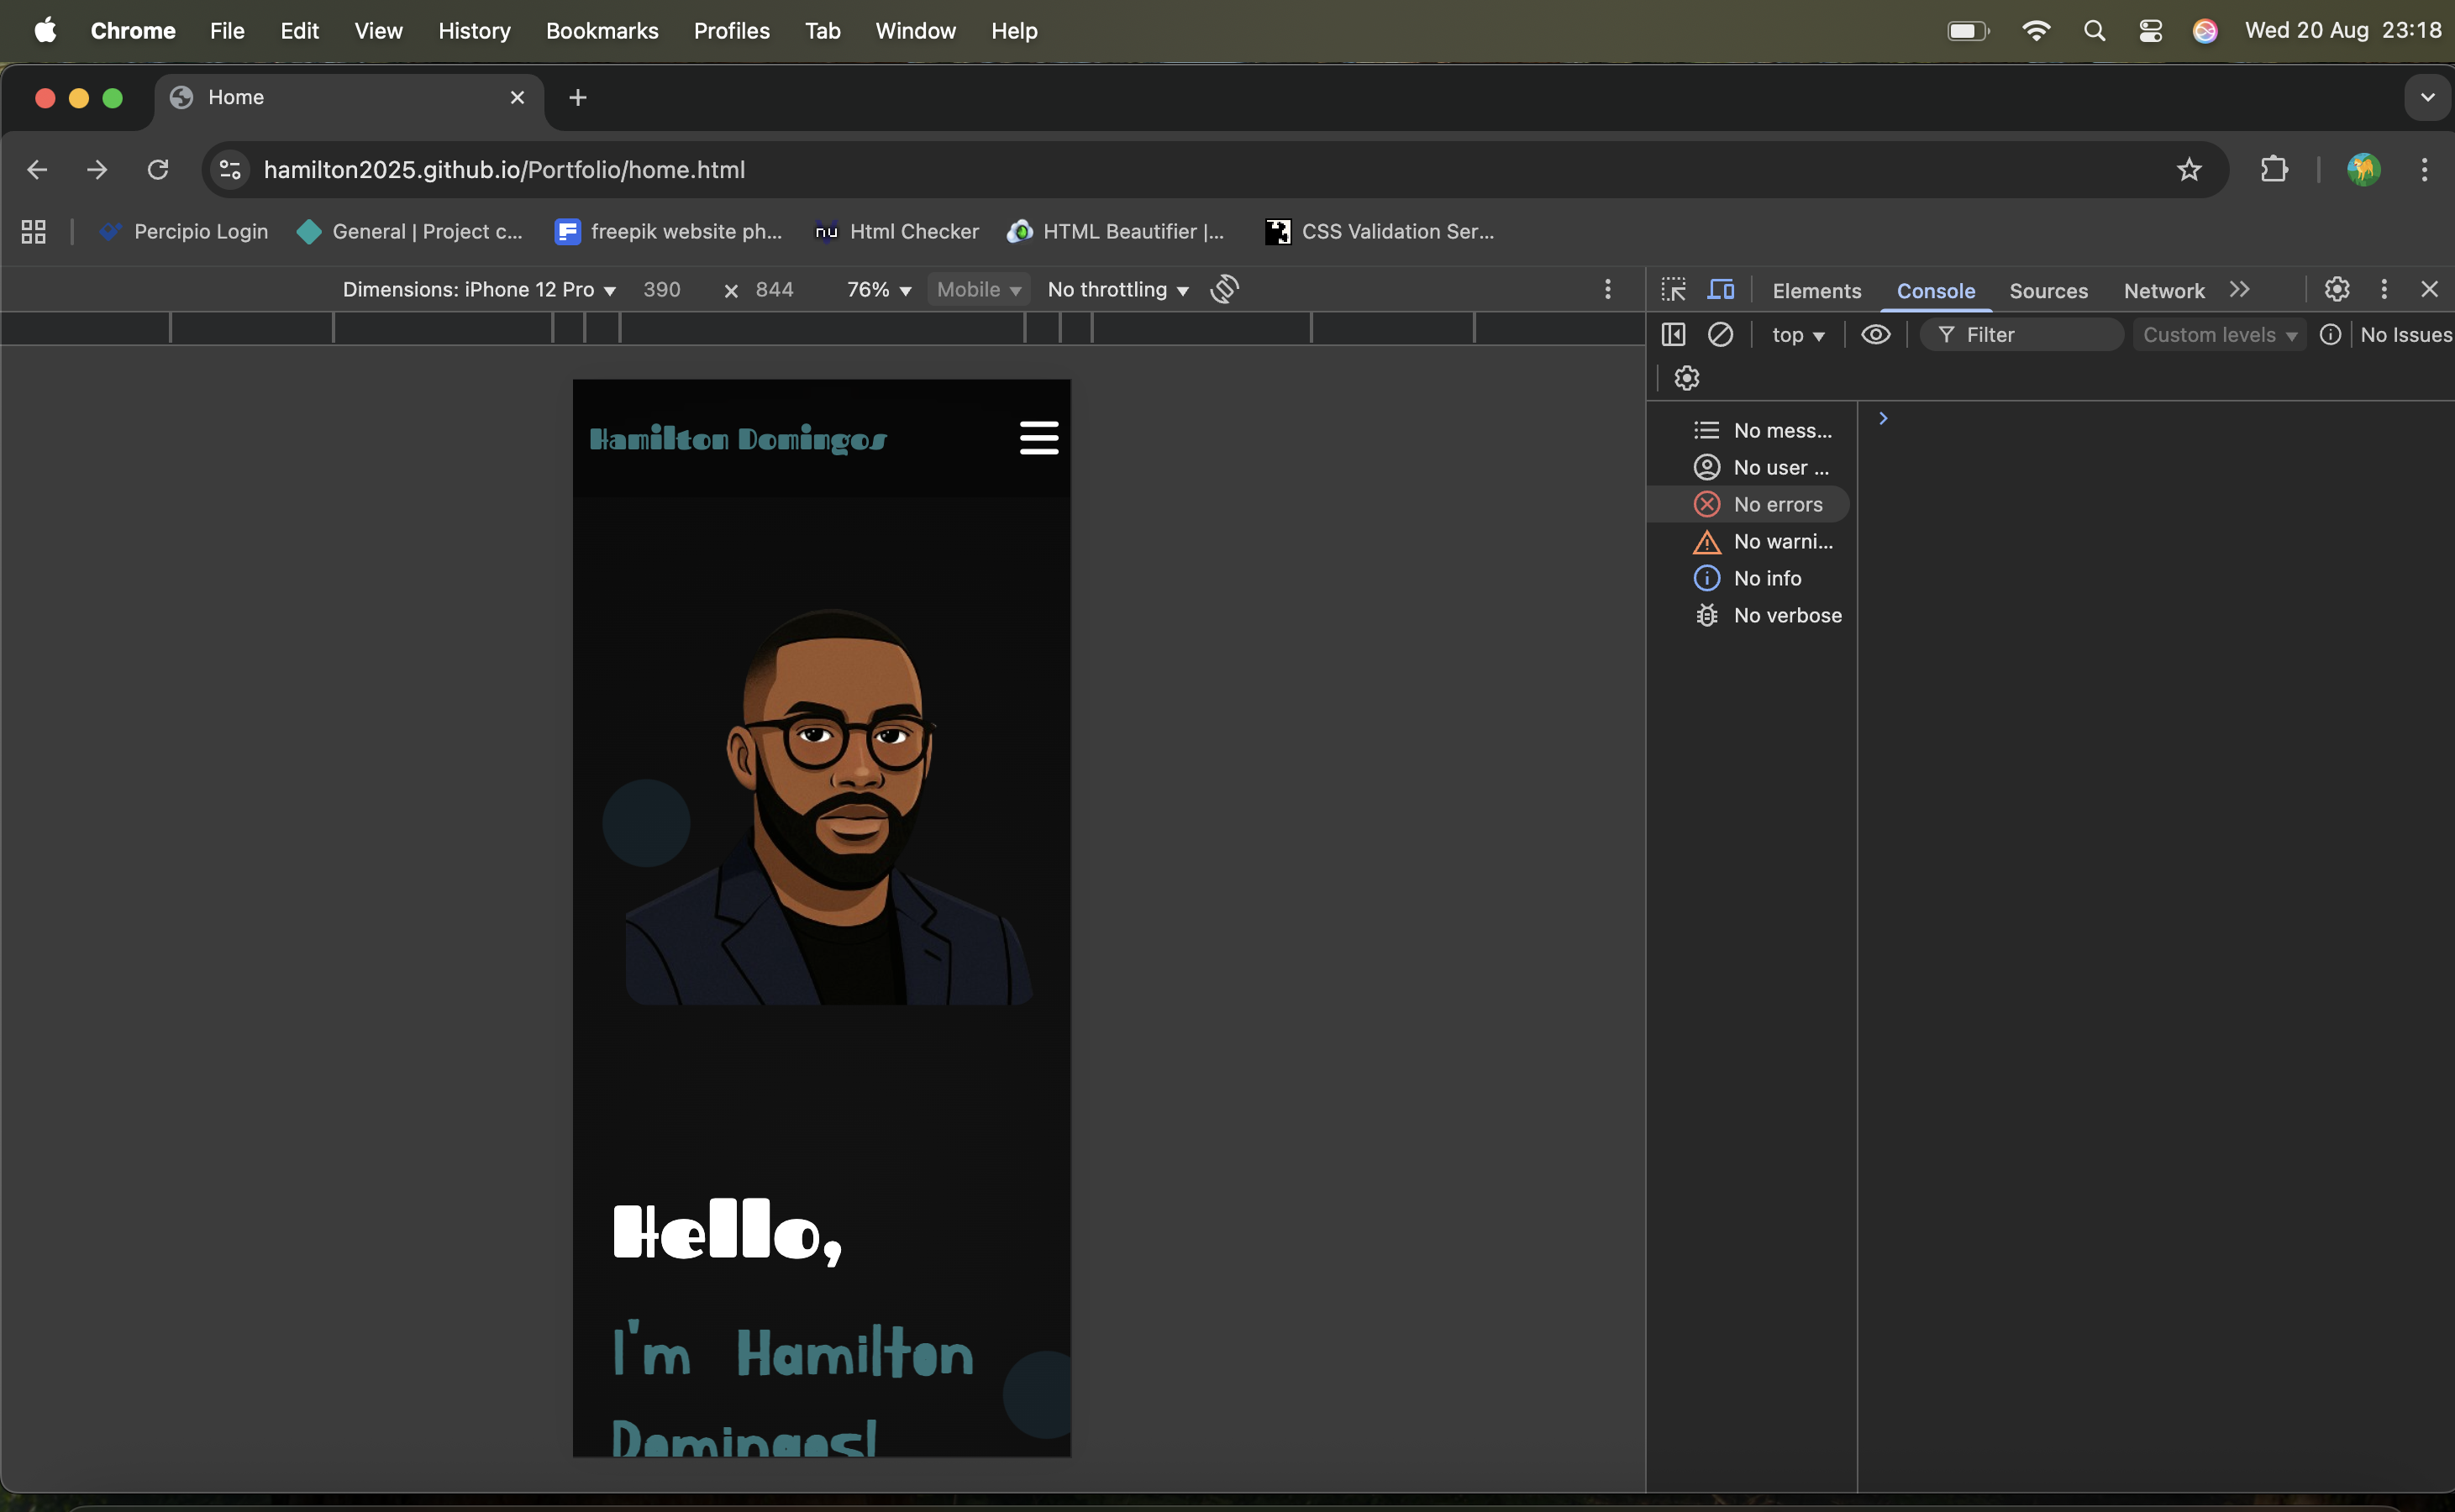 Chrome File Edit View History Bookmarks Profiles Tab Window Help Wed 20 Aug 23:18
Home
hamilton2025.github.io/Portfolio/home.html
Percipio Login General | Project c... freepik website ph... nu Html Checker HTML Beautifier |... CSS Validation Ser...
Dimensions: iPhone 12 Pro 390 x 844 76% Mobile No throttling
Elements Console Sources Network
top Filter Custom levels No Issues
No mess...
No user ...
No errors
No warni...
No info
No verbose
Hamilton Domingos
Hello,
I'm Hamilton
Domingos!